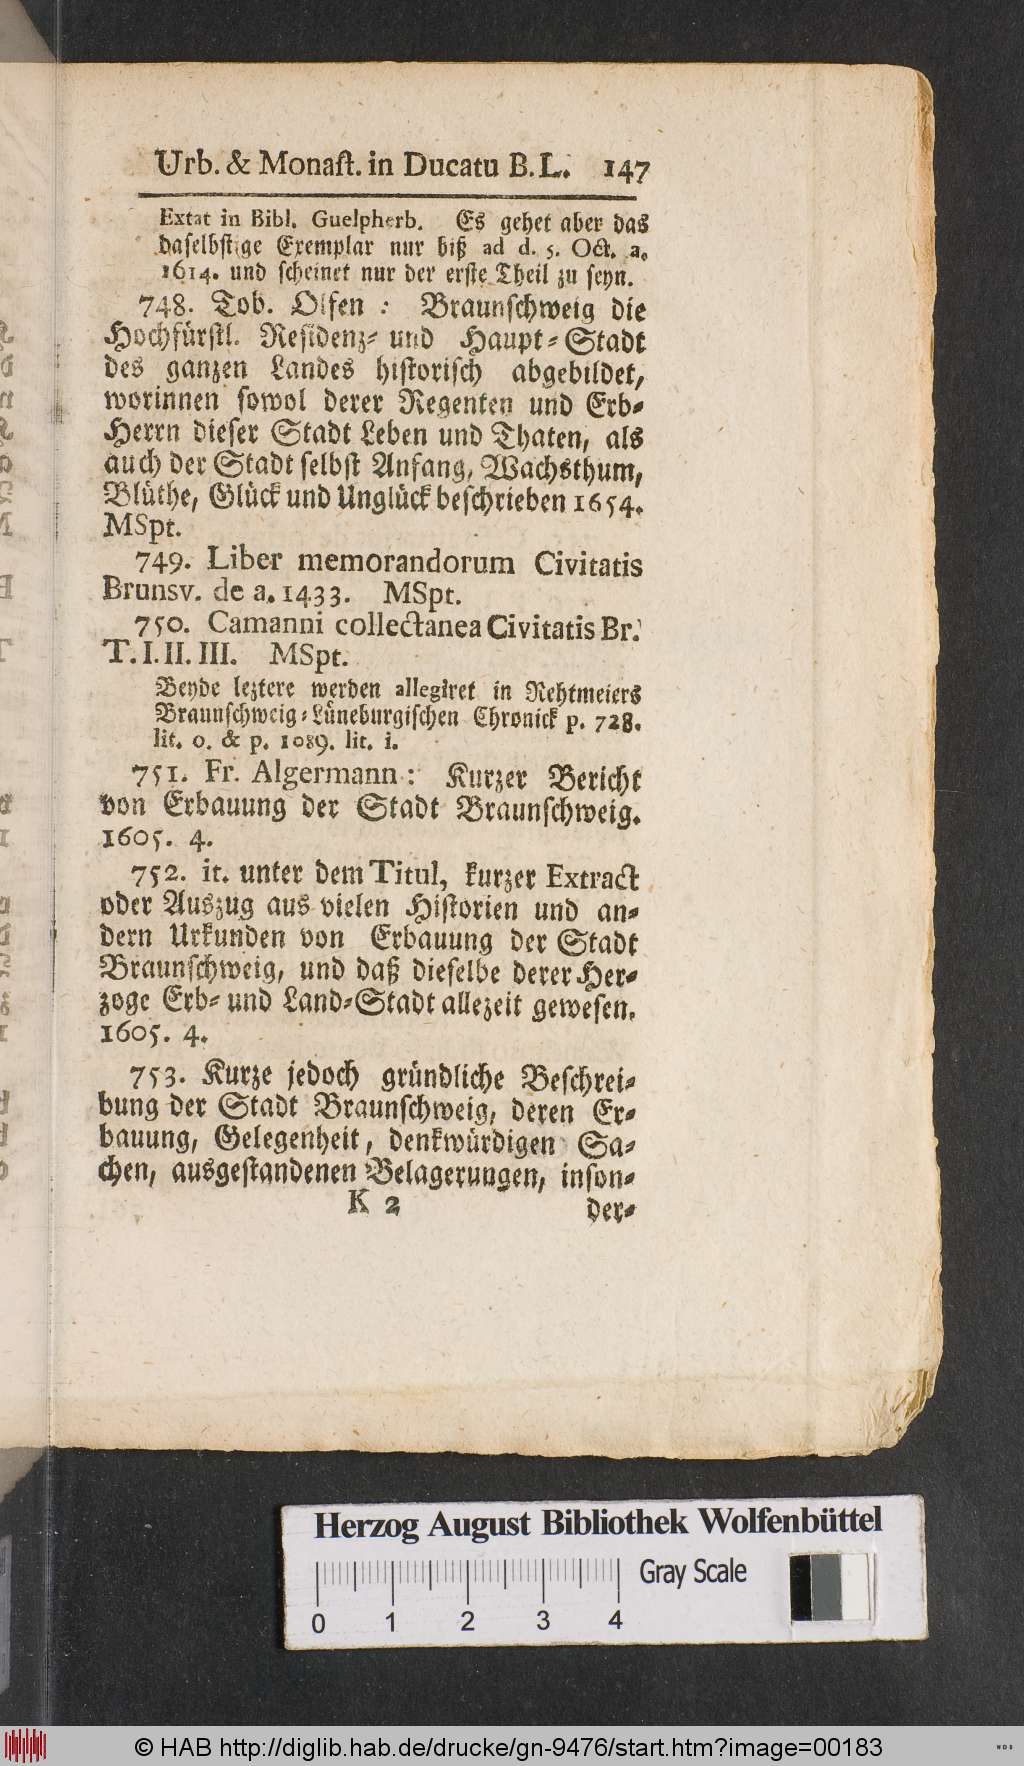 Urb. & Monast. in Ducatu B. L. 147
Extat in Bibl. Guelpherb. Es gehet aber das
daselbstige Exemplar nur biß ad d. 5. Oct. a.
1614. und scheinet nur der erste Theil zu seyn.
748. Tob. Olfen : Braunschweig die
Hochfürstl. Residenz- und Haupt-Stadt
des ganzen Landes historisch abgebildet,
worinnen sowol derer Regenten und Erb-
Herrn dieser Stadt Leben und Thaten, als
auch der Stadt selbst Anfang, Wachsthum,
Blüthe, Glück und Unglück beschrieben 1654.
MSpt.
749. Liber memorandorum Civitatis
Brunsv. de a. 1433. MSpt.
750. Camanni collectanea Civitatis Br.
T. I. II. III. MSpt.
Beyde leztere werden allegiret in Rehtmeiers
Braunschweig-Lüneburgischen Chronick p. 728.
lit. o. & p. 1089. lit. i.
751. Fr. Algermann : Kurzer Bericht
von Erbauung der Stadt Braunschweig.
1605. 4.
752. it. unter dem Titul, kurzer Extract
oder Auszug aus vielen Historien und an-
dern Urkunden von Erbauung der Stadt
Braunschweig, und daß dieselbe derer Her-
zoge Erb- und Land-Stadt allezeit gewesen.
1605. 4.
753. Kurze jedoch gründliche Beschrei-
bung der Stadt Braunschweig, deren Er-
bauung, Gelegenheit, denkwürdigen Sa-
chen, ausgestandenen Belagerungen, inson-
K 2 der-
Herzog August Bibliothek Wolfenbüttel
Gray Scale
0 1 2 3 4
© HAB http://diglib.hab.de/drucke/gn-9476/start.htm?image=00183